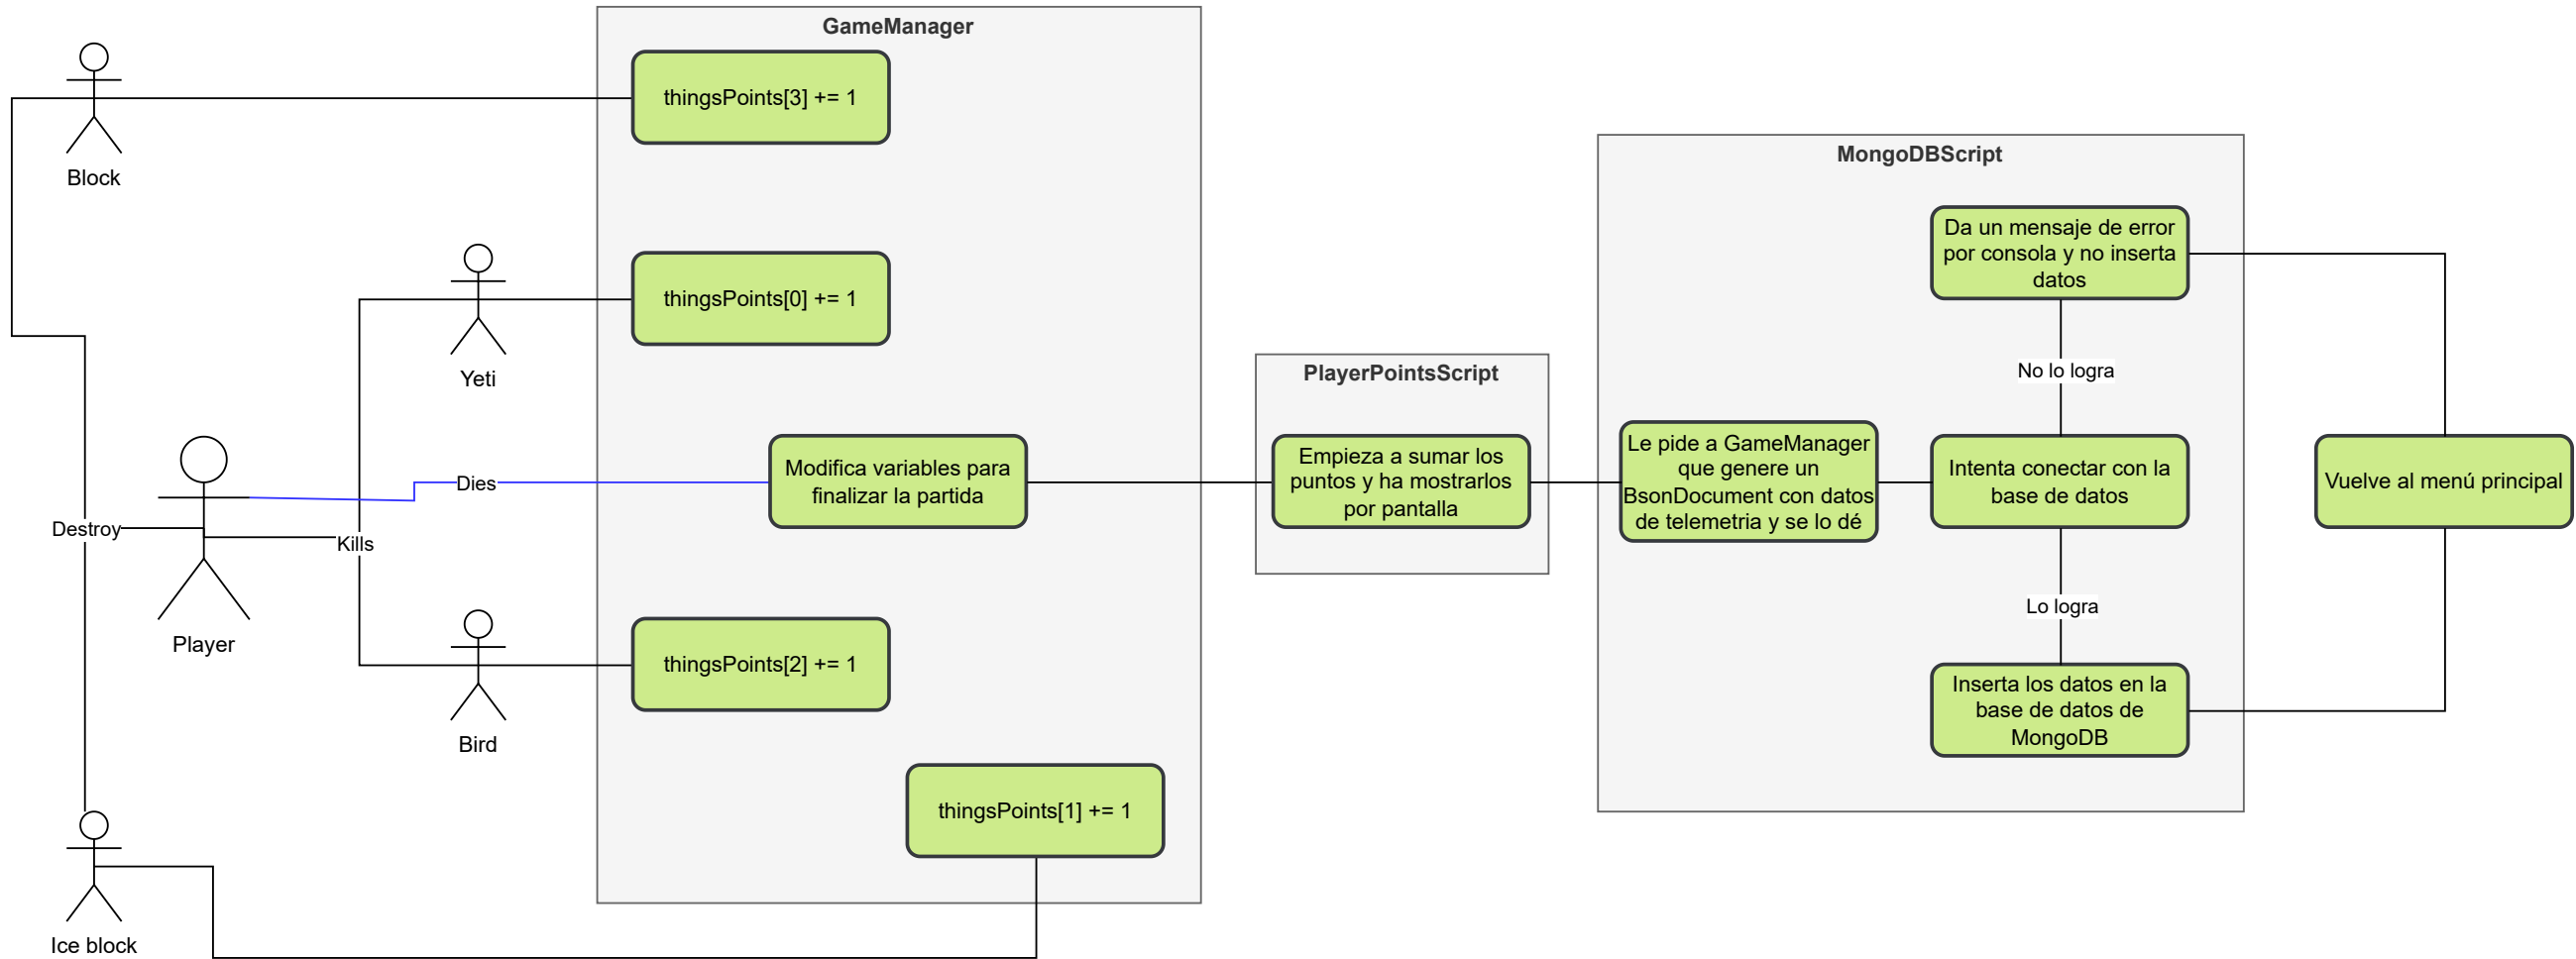 GameManager
thingsPoints[3] += 1
Block
MongoDBScript
Da un mensaje de error
por consola y no inserta
datos
thingsPoints[0] += 1
Yeti
PlayerPointsScript
No lo logra
Modifica variables para
finalizar la partida
Empieza a sumar los
puntos y ha mostrarlos
por pantalla
Le pide a GameManager
que genere un
BsonDocument con datos
de telemetria y se lo dé
Intenta conectar con la
base de datos
Vuelve al menú principal
Dies
Destroy
Kills
Player
Lo logra
thingsPoints[2] += 1
Bird
Inserta los datos en la
base de datos de
MongoDB
thingsPoints[1] += 1
Ice block